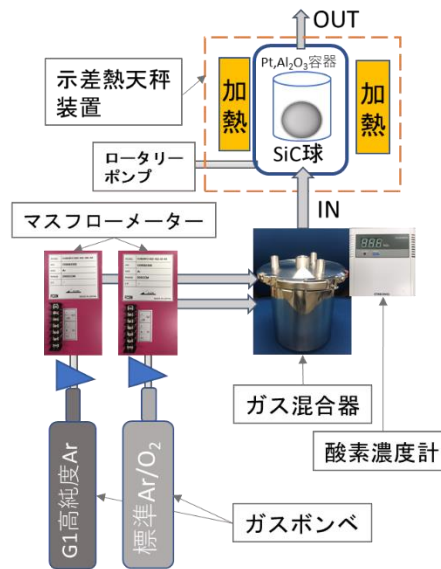 OUT
Pt,Al₂O₃容器
示差熱天秤
装置
加熱
加熱
SiC球
ロータリー
ポンプ
IN
マスフローメーター
ガス混合器
酸素濃度計
G1高純度Ar
標準Ar/O₂
ガスボンベ